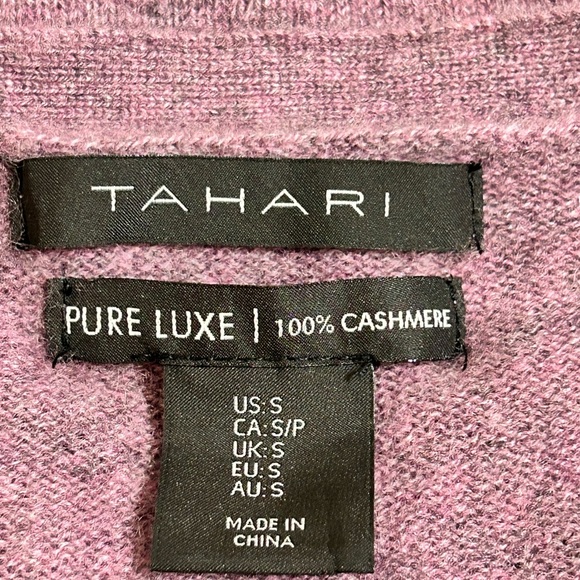 TAHARI
PURE LUXE | 100% CASHMERE
US: S
CA: S/P
UK: S
EU: S
AU: S
MADE IN
CHINA